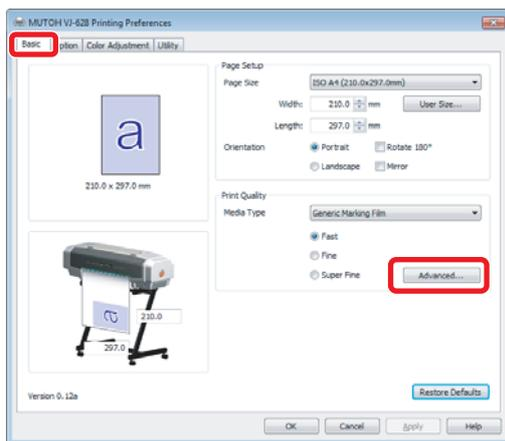 MUTOH VJ-628 Printing Preferences
Basic ption Color Adjustment Utility
a
210.0 x 297.0 mm
Page Setup
Page Size ISO A4 (210.0x297.0mm)
Width: 210.0 mm User Size...
Length: 297.0 mm
Orientation Portrait Rotate 180°
Landscape Mirror
Print Quality
Media Type Generic Marking Film
Fast
Fine
Super Fine Advanced...
a
210.0
297.0
Version 0.12a
Restore Defaults
OK Cancel Apply Help